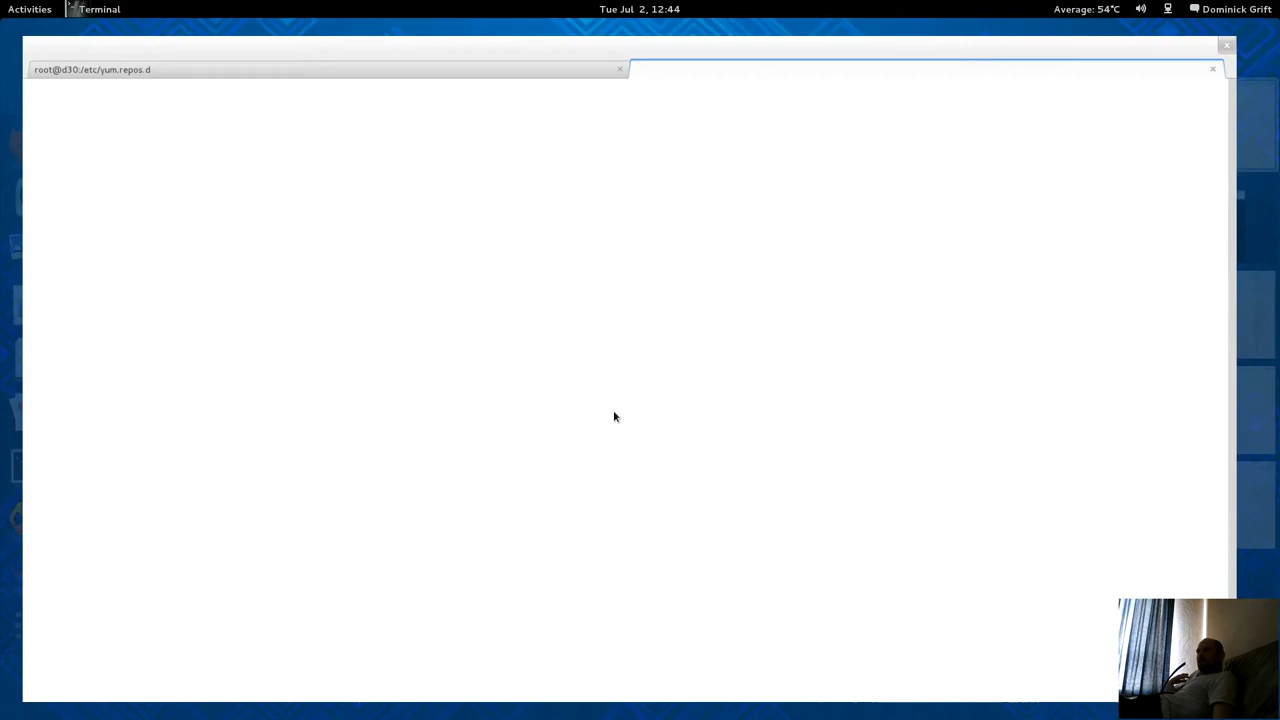 Activities Terminal Tue Jul 2, 12:44 Average: 54°C Dominick Grift
root@d30:/etc/yum.repos.d